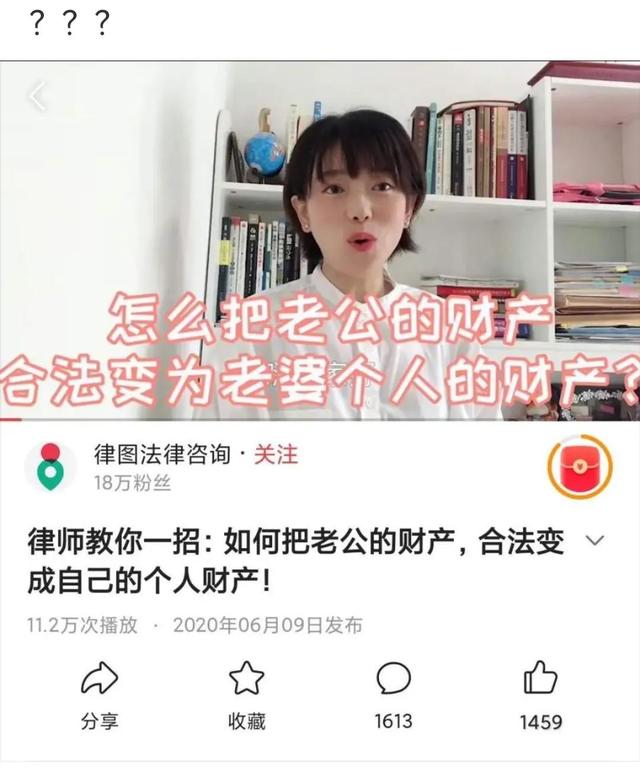 ？？？
怎么把老公的财产
合法变为老婆个人的财产？
律图法律咨询 · 关注
18万粉丝
律师教你一招：如何把老公的财产，合法变
成自己的个人财产！
11.2万次播放 · 2020年06月09日发布
分享
收藏
1613
1459